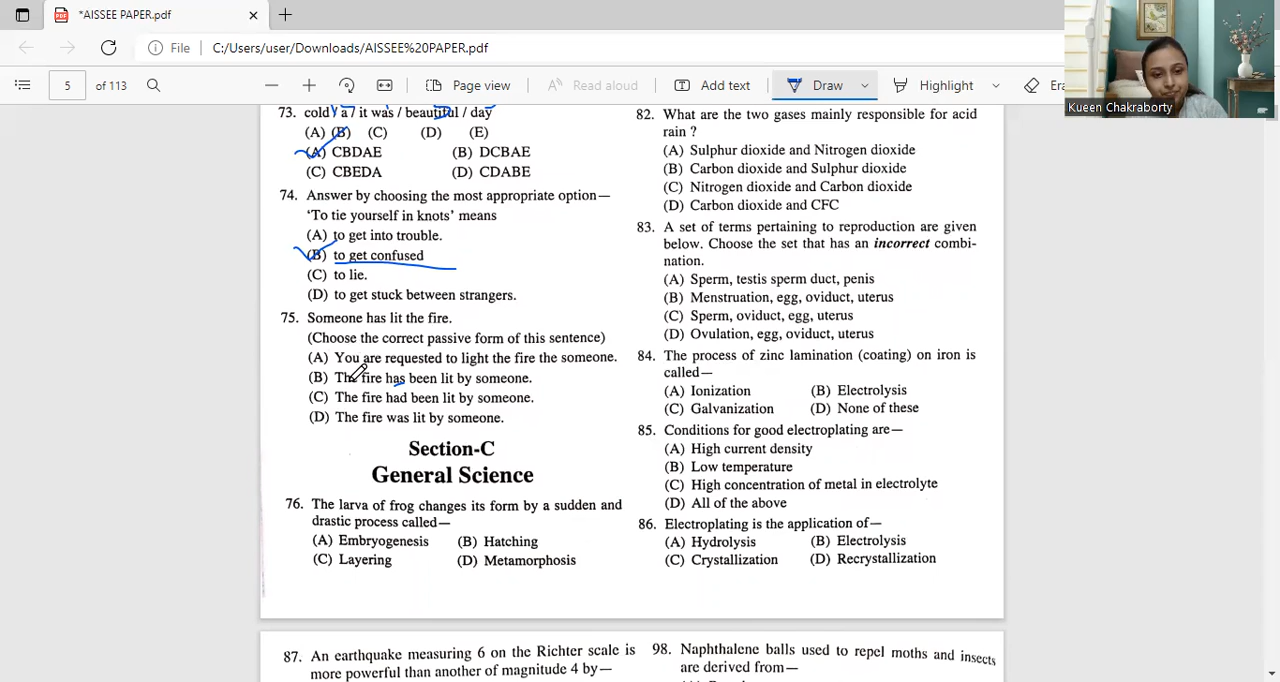 *AISSEE PAPER.pdf
File C:/Users/user/Downloads/AISSEE%20PAPER.pdf
5 of 113 Page view Read aloud Add text Draw Highlight
Kueen Chakraborty
73. cold / a / it was / beautiful / day
(A) (B) (C) (D) (E)
(A) CBDAE (B) DCBAE
(C) CBEDA (D) CDABE
74. Answer by choosing the most appropriate option—
‘To tie yourself in knots’ means
(A) to get into trouble.
(B) to get confused
(C) to lie.
(D) to get stuck between strangers.
75. Someone has lit the fire.
(Choose the correct passive form of this sentence)
(A) You are requested to light the fire the someone.
(B) The fire has been lit by someone.
(C) The fire had been lit by someone.
(D) The fire was lit by someone.
Section-C
General Science
76. The larva of frog changes its form by a sudden and
drastic process called—
(A) Embryogenesis (B) Hatching
(C) Layering (D) Metamorphosis
82. What are the two gases mainly responsible for acid
rain ?
(A) Sulphur dioxide and Nitrogen dioxide
(B) Carbon dioxide and Sulphur dioxide
(C) Nitrogen dioxide and Carbon dioxide
(D) Carbon dioxide and CFC
83. A set of terms pertaining to reproduction are given
below. Choose the set that has an incorrect combi-
nation.
(A) Sperm, testis sperm duct, penis
(B) Menstruation, egg, oviduct, uterus
(C) Sperm, oviduct, egg, uterus
(D) Ovulation, egg, oviduct, uterus
84. The process of zinc lamination (coating) on iron is
called—
(A) Ionization (B) Electrolysis
(C) Galvanization (D) None of these
85. Conditions for good electroplating are—
(A) High current density
(B) Low temperature
(C) High concentration of metal in electrolyte
(D) All of the above
86. Electroplating is the application of—
(A) Hydrolysis (B) Electrolysis
(C) Crystallization (D) Recrystallization
87. An earthquake measuring 6 on the Richter scale is
more powerful than another of magnitude 4 by—
98. Naphthalene balls used to repel moths and insects
are derived from—